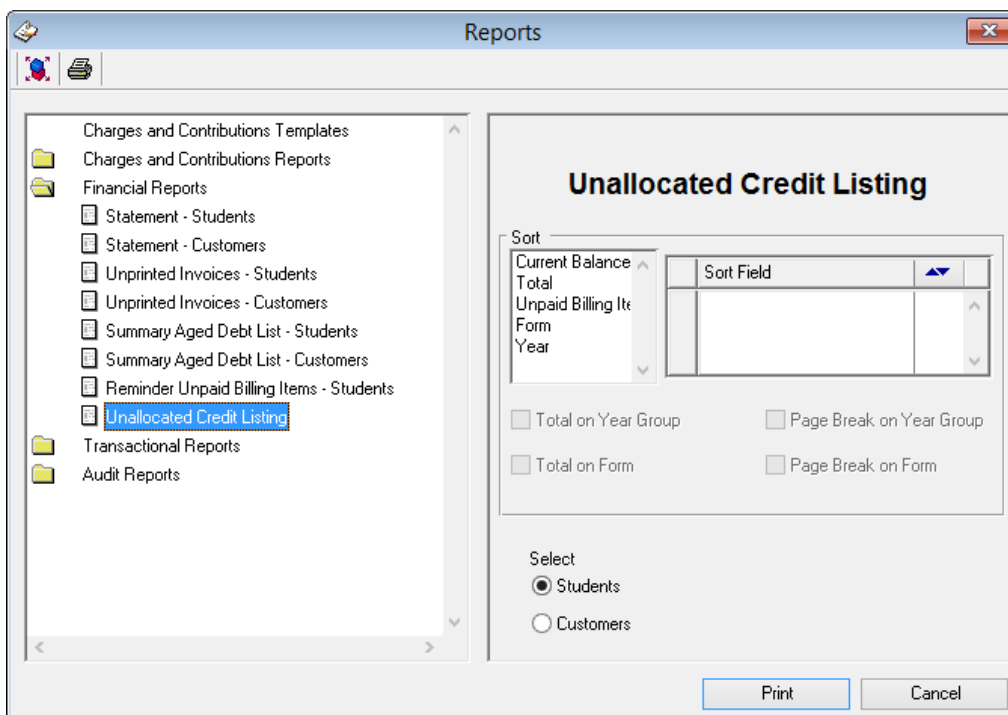 Reports
Charges and Contributions Templates
Charges and Contributions Reports
Financial Reports
Statement - Students
Statement - Customers
Unprinted Invoices - Students
Unprinted Invoices - Customers
Summary Aged Debt List - Students
Summary Aged Debt List - Customers
Reminder Unpaid Billing Items - Students
Unallocated Credit Listing
Transactional Reports
Audit Reports
Unallocated Credit Listing
Sort
Current Balance
Total
Unpaid Billing Ite
Form
Year
Sort Field
Total on Year Group
Page Break on Year Group
Total on Form
Page Break on Form
Select
Students
Customers
Print
Cancel